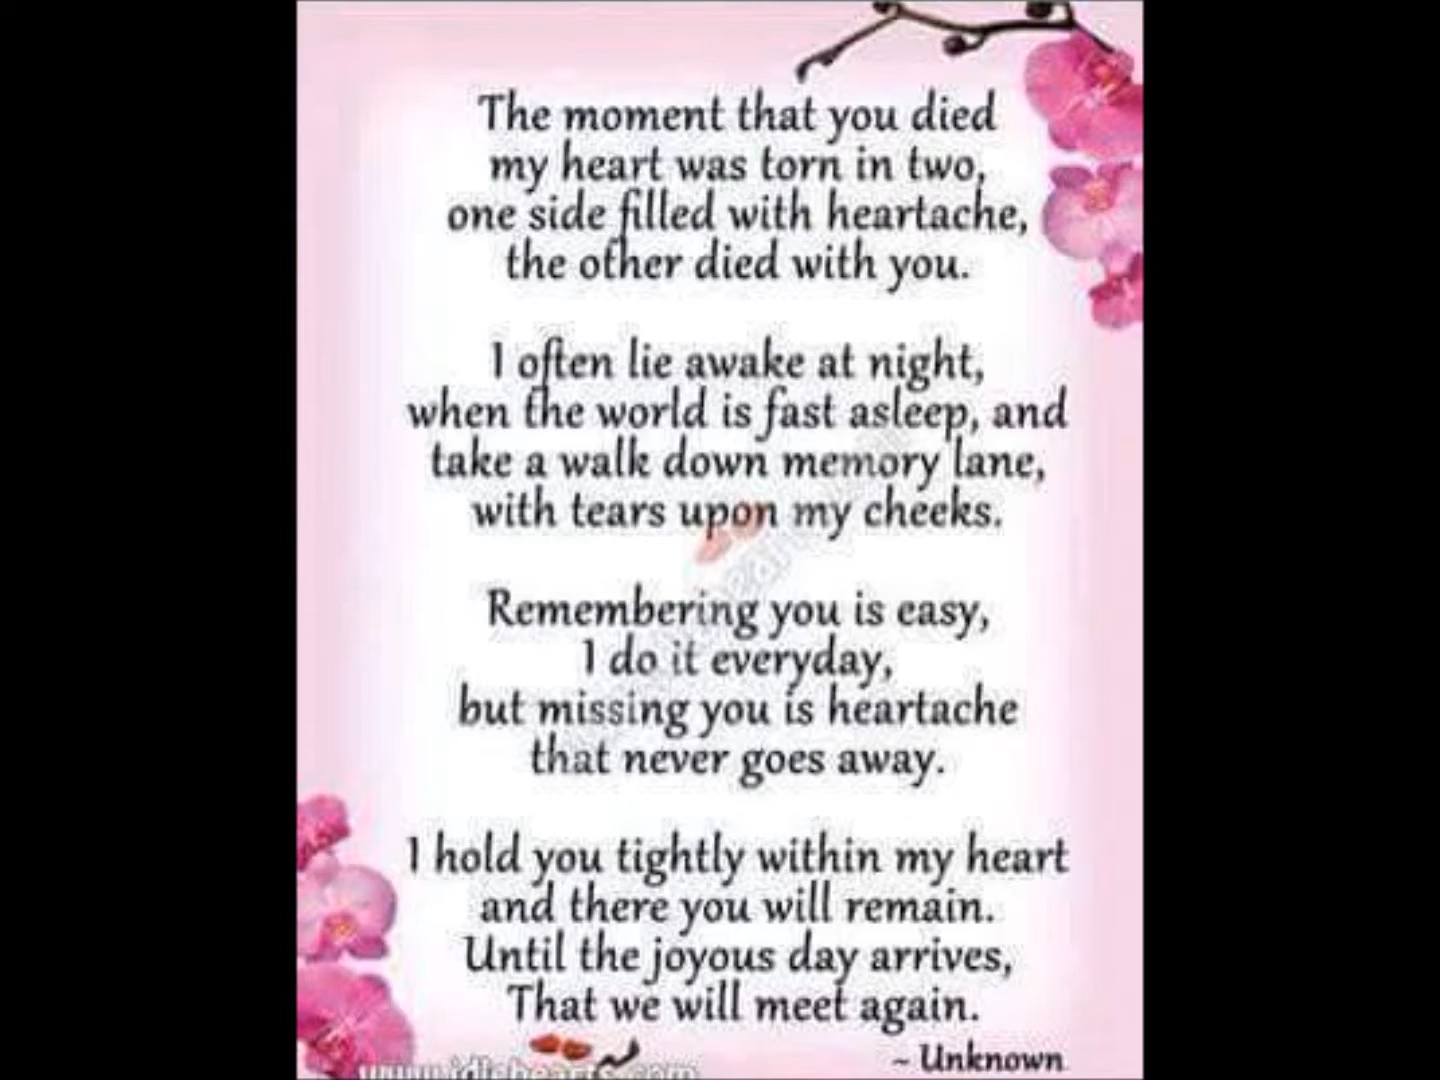 The moment that you died
my heart was torn in two,
one side filled with heartache,
the other died with you.
I often lie awake at night,
when the world is fast asleep, and
take a walk down memory lane,
with tears upon my cheeks.
Remembering you is easy,
I do it everyday,
but missing you is heartache
that never goes away.
I hold you tightly within my heart
and there you will remain.
Until the joyous day arrives,
That we will meet again.
~ Unknown
www.idlehearts.com